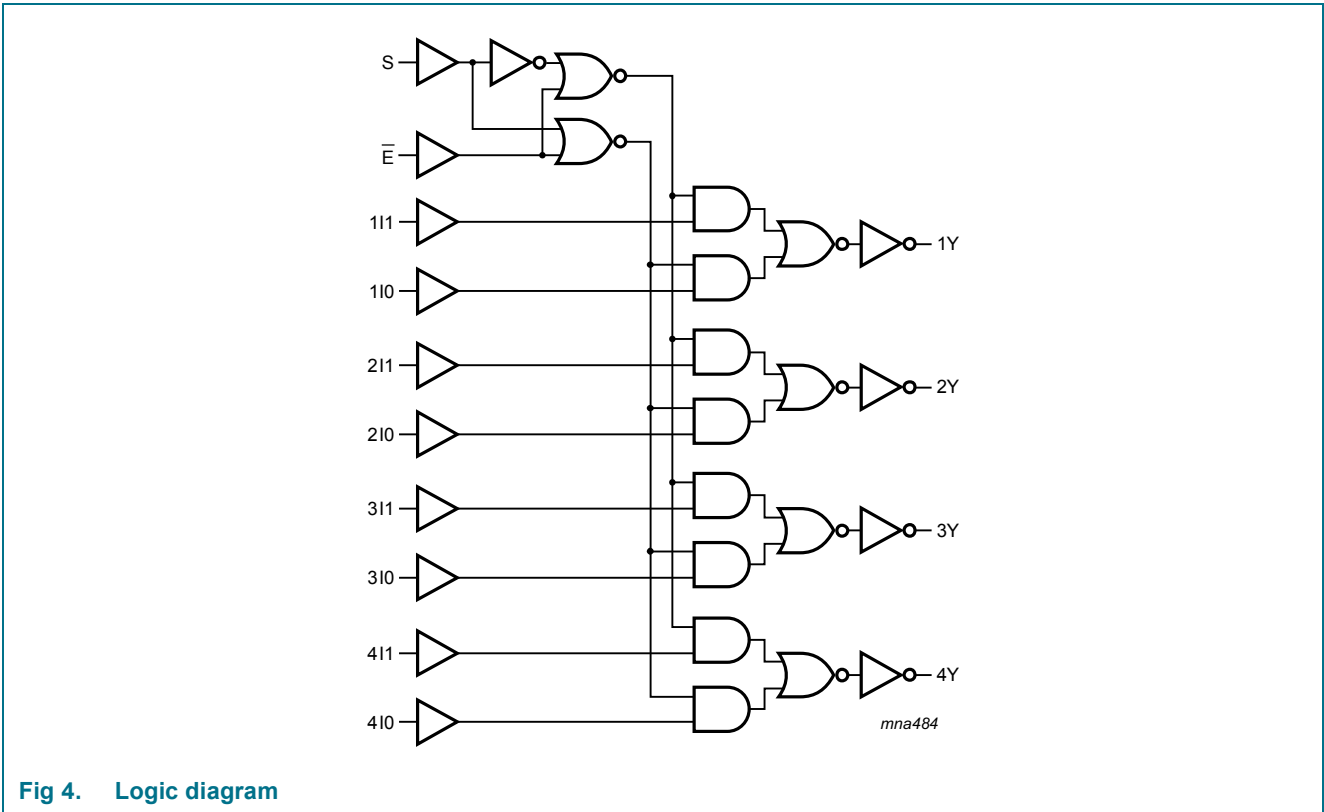 S
E̅
1I1
1I0
1Y
2I1
2I0
2Y
3I1
3I0
3Y
4I1
4I0
4Y
mna484
Fig 4. Logic diagram